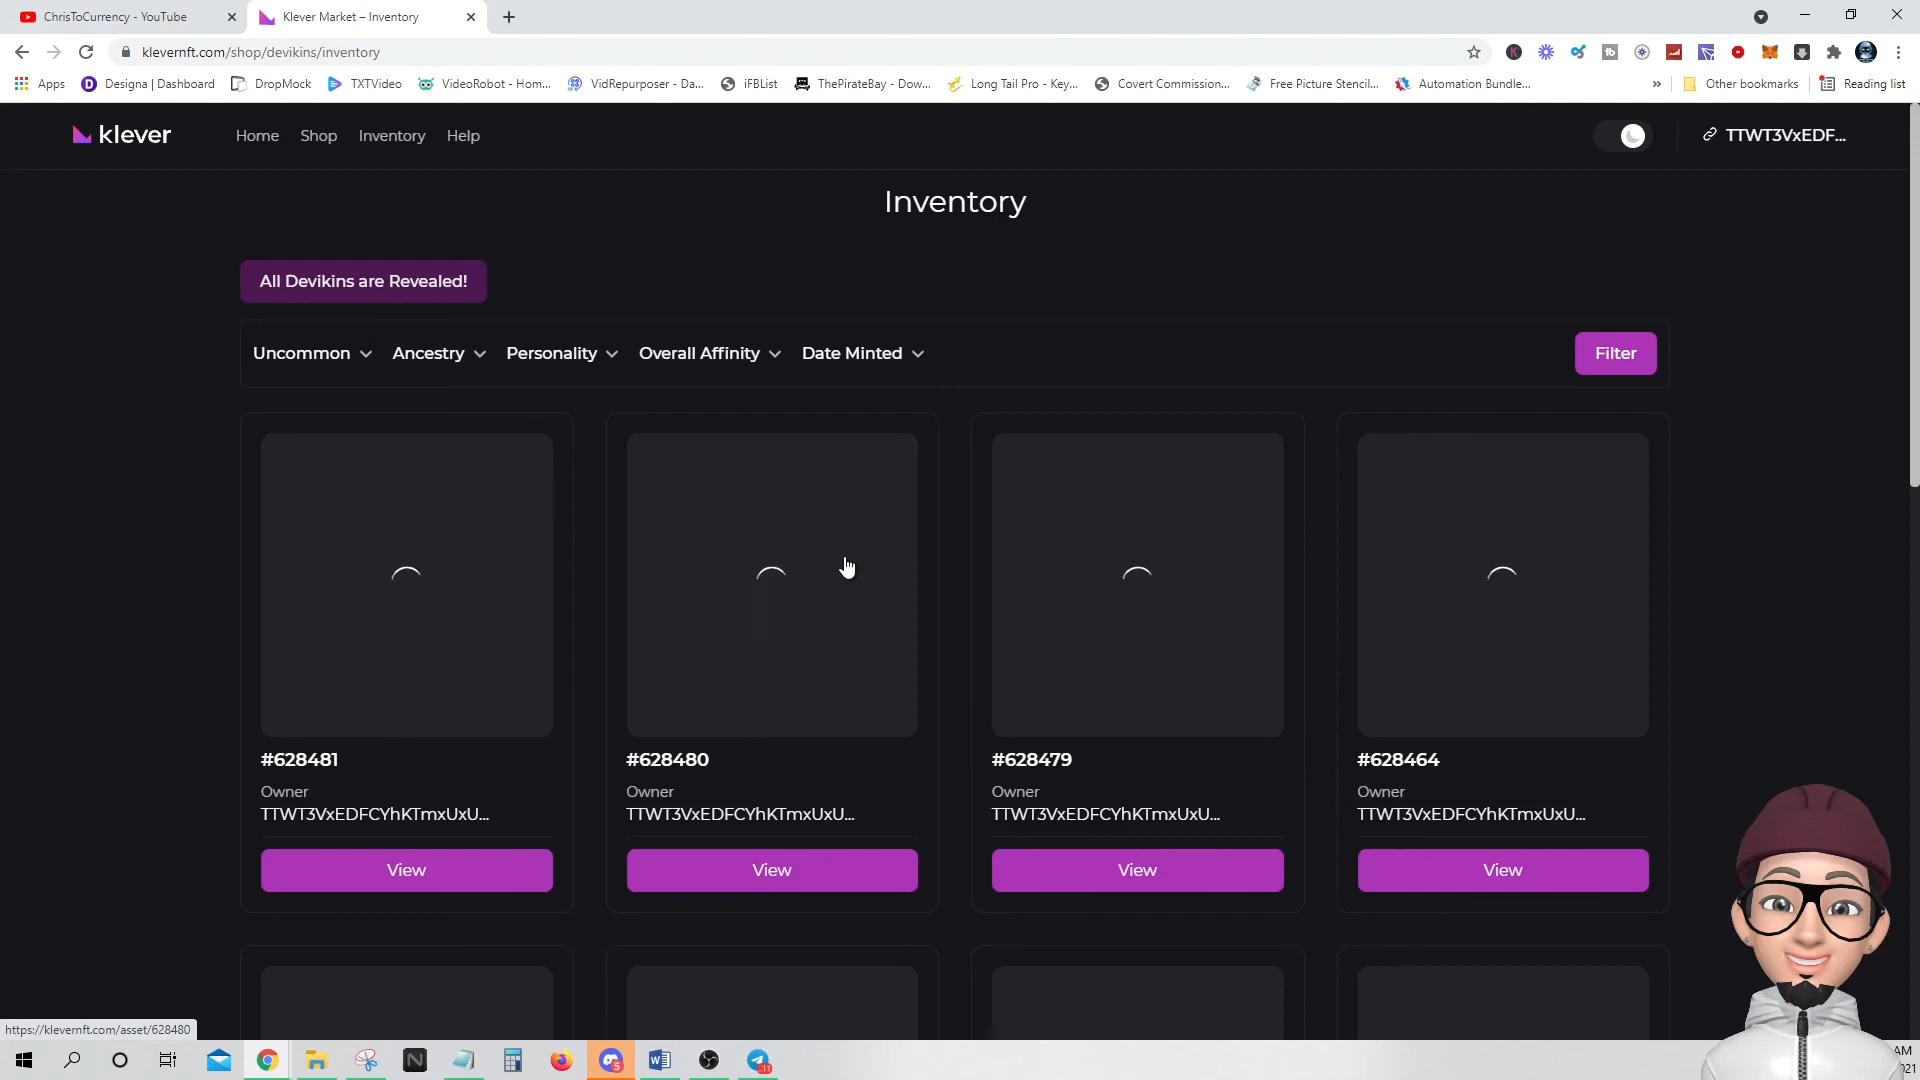 ChrisToCurrency - YouTube
Klever Market – Inventory
klevernft.com/shop/devikins/inventory
Apps
Designa | Dashboard
DropMock
TXTVideo
VideoRobot - Hom...
VidRepurposer - Da...
iFBList
ThePirateBay - Dow...
Long Tail Pro - Key...
Covert Commission...
Free Picture Stencil...
Automation Bundle...
»
Other bookmarks
Reading list
klever
Home
Shop
Inventory
Help
TTWT3VxEDF...
Inventory
All Devikins are Revealed!
Uncommon
Ancestry
Personality
Overall Affinity
Date Minted
Filter
#628481
#628480
#628479
#628464
Owner
Owner
Owner
Owner
TTWT3VxEDFCYhKTmxUxU...
TTWT3VxEDFCYhKTmxUxU...
TTWT3VxEDFCYhKTmxUxU...
TTWT3VxEDFCYhKTmxUxU...
View
View
View
View
https://klevernft.com/asset/628480
AM